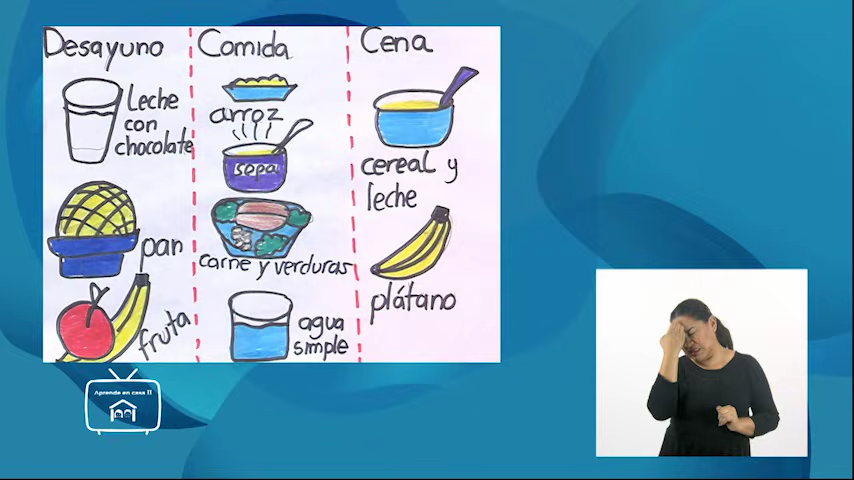 Desayuno
Leche
con
chocolate
pan
fruta
Comida
arroz
sopa
carne y verduras
agua
simple
Cena
cereal y
leche
plátano
Aprende en casa II